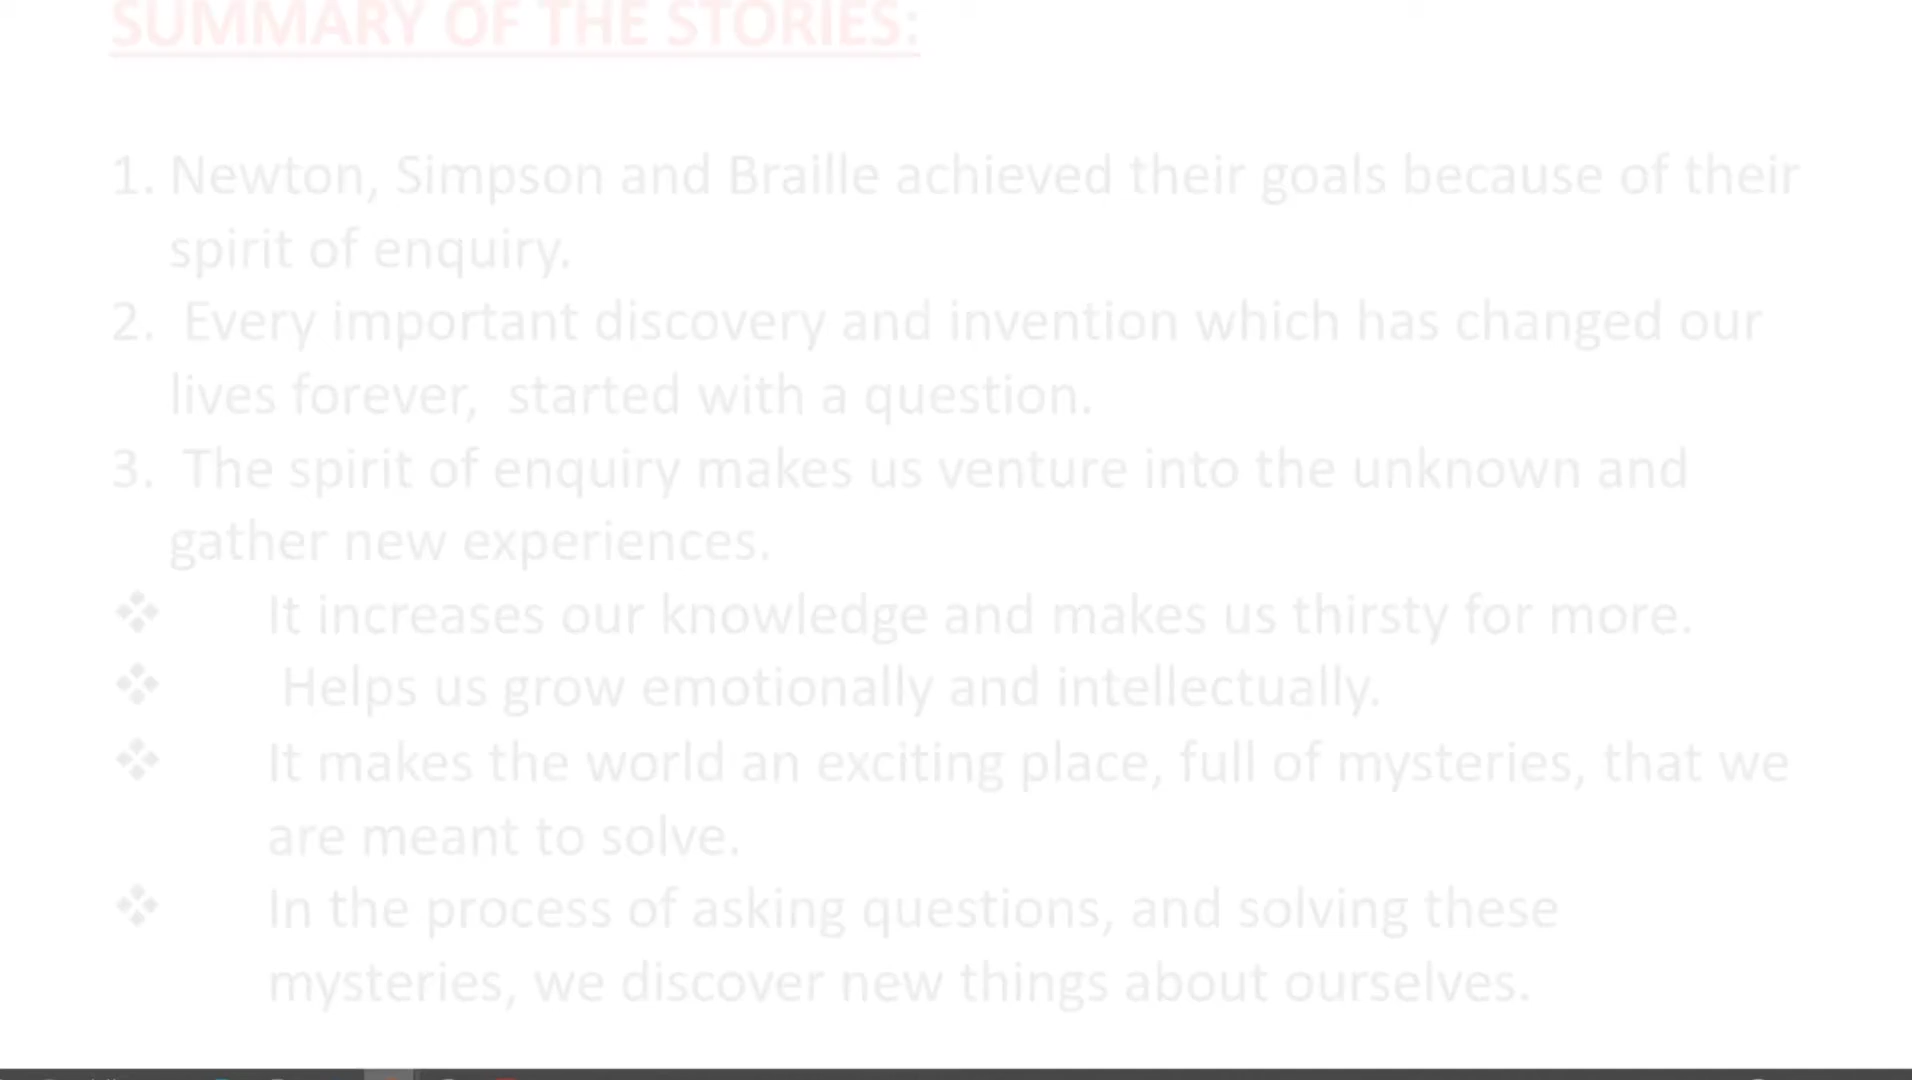 SUMMARY OF THE STORIES:
1. Newton, Simpson and Braille achieved their goals because of their
spirit of enquiry.
2. Every important discovery and invention which has changed our
lives forever, started with a question.
3. The spirit of enquiry makes us venture into the unknown and
gather new experiences.
❖ It increases our knowledge and makes us thirsty for more.
❖ Helps us grow emotionally and intellectually.
❖ It makes the world an exciting place, full of mysteries, that we
are meant to solve.
❖ In the process of asking questions, and solving these
mysteries, we discover new things about ourselves.